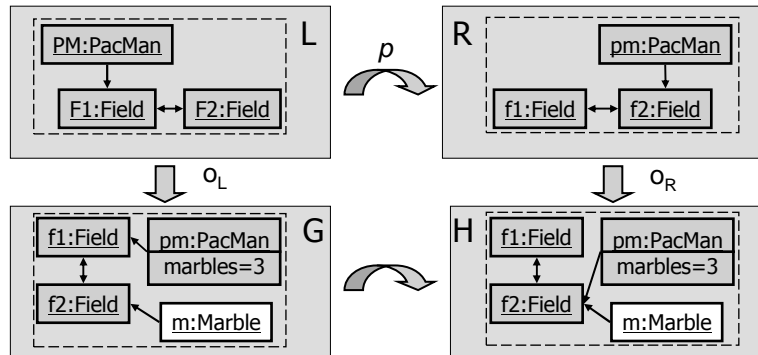 L
PM:PacMan
F1:Field
F2:Field
p
R
pm:PacMan
f1:Field
f2:Field
oL
oR
G
f1:Field
pm:PacMan
marbles=3
f2:Field
m:Marble
H
f1:Field
pm:PacMan
marbles=3
f2:Field
m:Marble